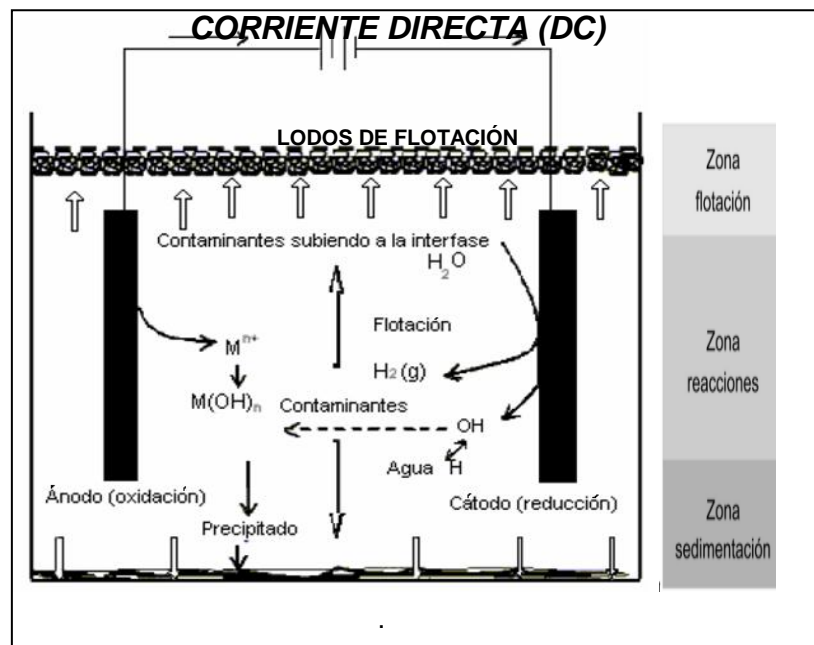 CORRIENTE DIRECTA (DC)
LODOS DE FLOTACIÓN
Zona
flotación
Contaminantes subiendo a la interfase
H₂O
Flotación
Mⁿ⁺
H₂ (g)
M(OH)ₙ
Contaminantes
OH
Agua H
Zona
reacciones
Ánodo (oxidación)
Cátodo (reducción)
Precipitado
Zona
sedimentación
.